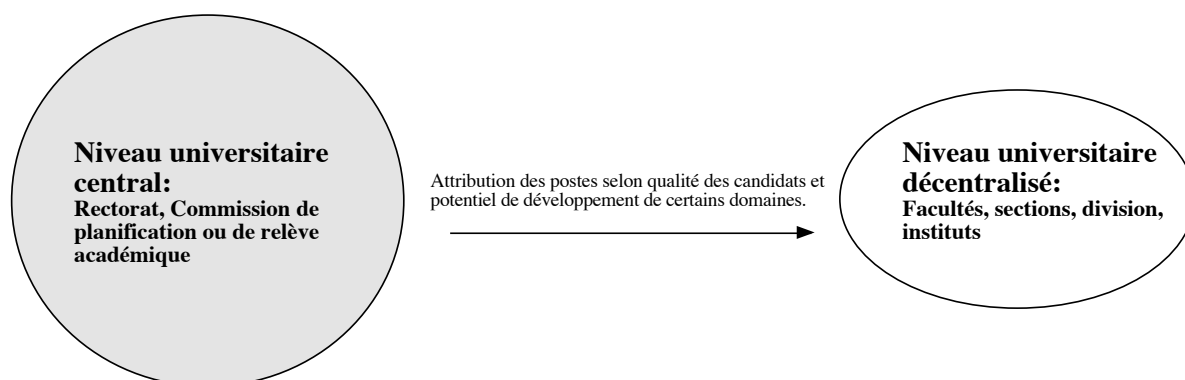 Niveau universitaire
central:
Rectorat, Commission de
planification ou de relève
académique
Attribution des postes selon qualité des candidats et
potentiel de développement de certains domaines.
Niveau universitaire
décentralisé:
Facultés, sections, division,
instituts